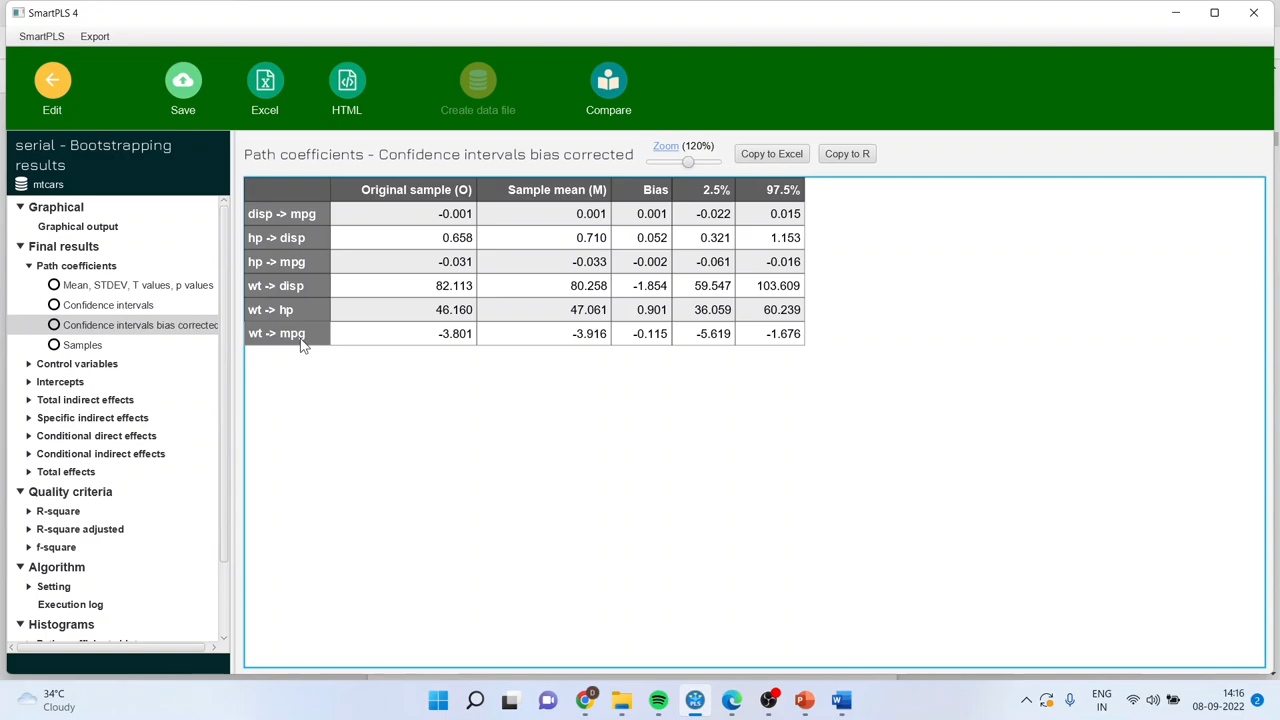 SmartPLS 4
SmartPLS Export
Edit Save Excel HTML Create data file Compare
serial - Bootstrapping
results
mtcars
Graphical
Graphical output
Final results
Path coefficients
Mean, STDEV, T values, p values
Confidence intervals
Confidence intervals bias corrected
Samples
Control variables
Intercepts
Total indirect effects
Specific indirect effects
Conditional direct effects
Conditional indirect effects
Total effects
Quality criteria
R-square
R-square adjusted
f-square
Algorithm
Setting
Execution log
Histograms
Path coefficients - Confidence intervals bias corrected Zoom (120%) Copy to Excel Copy to R
Original sample (O) Sample mean (M) Bias 2.5% 97.5%
disp -> mpg -0.001 0.001 0.001 -0.022 0.015
hp -> disp 0.658 0.710 0.052 0.321 1.153
hp -> mpg -0.031 -0.033 -0.002 -0.061 -0.016
wt -> disp 82.113 80.258 -1.854 59.547 103.609
wt -> hp 46.160 47.061 0.901 36.059 60.239
wt -> mpg -3.801 -3.916 -0.115 -5.619 -1.676
34°C
Cloudy
PLS
W
ENG
IN
14:16
08-09-2022
2